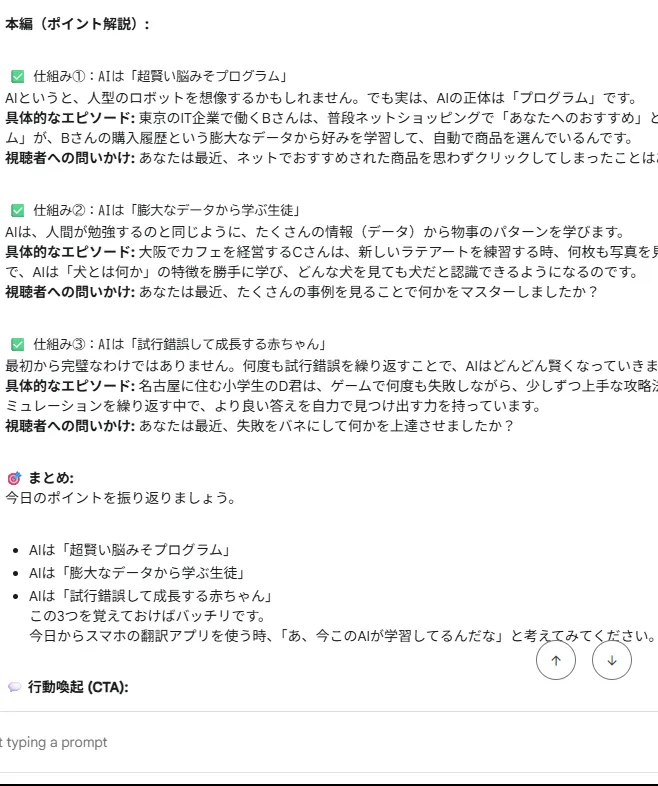 本編（ポイント解説）:
仕組み①：AIは「超賢い脳みそプログラム」
AIというと、人型のロボットを想像するかもしれません。でも実は、AIの正体は「プログラム」です。
具体的なエピソード: 東京のIT企業で働くBさんは、普段ネットショッピングで「あなたへのおすすめ」と
ム」が、Bさんの購入履歴という膨大なデータから好みを学習して、自動で商品を選んでいるんです。
視聴者への問いかけ: あなたは最近、ネットでおすすめされた商品を思わずクリックしてしまったことは
仕組み②：AIは「膨大なデータから学ぶ生徒」
AIは、人間が勉強するのと同じように、たくさんの情報（データ）から物事のパターンを学びます。
具体的なエピソード: 大阪でカフェを経営するCさんは、新しいラテアートを練習する時、何枚も写真を見
で、AIは「犬とは何か」の特徴を勝手に学び、どんな犬を見ても犬だと認識できるようになるのです。
視聴者への問いかけ: あなたは最近、たくさんの事例を見ることで何かをマスターしましたか？
仕組み③：AIは「試行錯誤して成長する赤ちゃん」
最初から完璧なわけではありません。何度も試行錯誤を繰り返すことで、AIはどんどん賢くなっていきま
具体的なエピソード: 名古屋に住む小学生のD君は、ゲームで何度も失敗しながら、少しずつ上手な攻略法
ミュレーションを繰り返す中で、より良い答えを自力で見つけ出す力を持っています。
視聴者への問いかけ: あなたは最近、失敗をバネにして何かを上達させましたか？
まとめ:
今日のポイントを振り返りましょう。
AIは「超賢い脳みそプログラム」
AIは「膨大なデータから学ぶ生徒」
AIは「試行錯誤して成長する赤ちゃん」
この3つを覚えておけばバッチリです。
今日からスマホの翻訳アプリを使う時、「あ、今このAIが学習してるんだな」と考えてみてください。
行動喚起 (CTA):
t typing a prompt